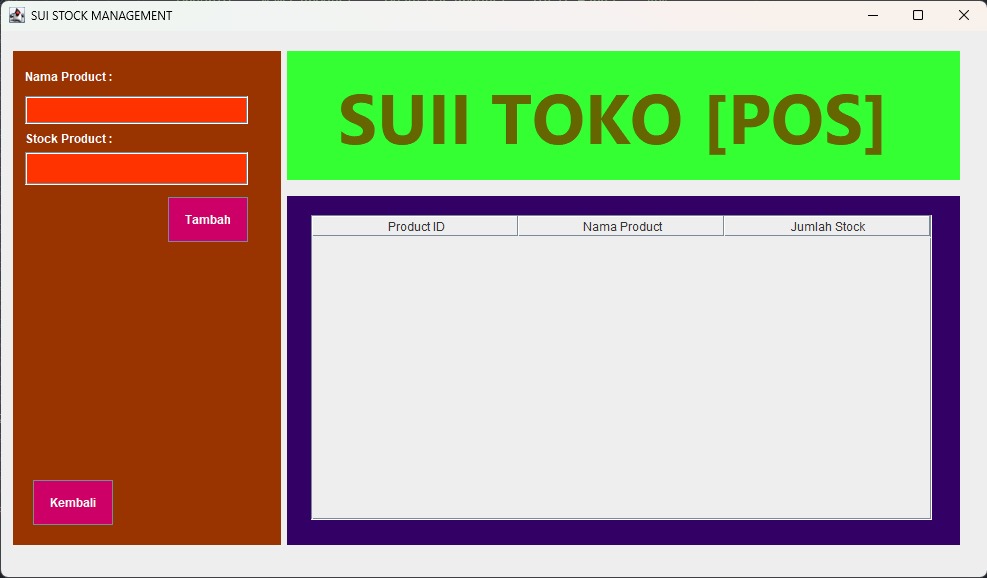 SUI STOCK MANAGEMENT
Nama Product :
Stock Product :
Tambah
Kembali
SUII TOKO [POS]
Product ID Nama Product Jumlah Stock